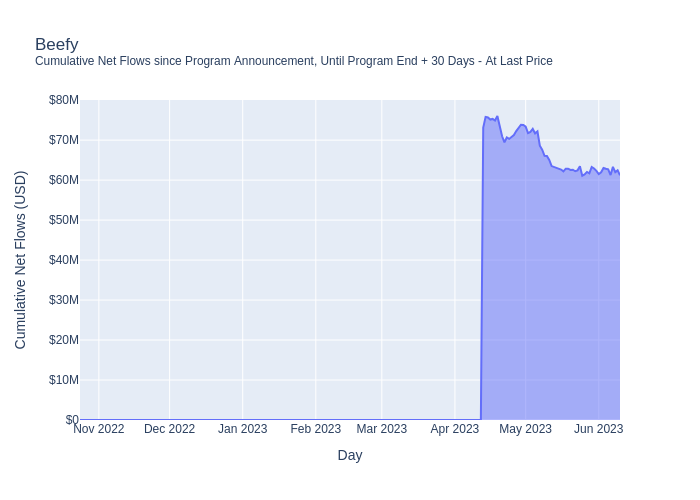 Beefy
Cumulative Net Flows since Program Announcement, Until Program End + 30 Days - At Last Price
$80M
$70M
$60M
$50M
$40M
$30M
$20M
$10M
$0
Cumulative Net Flows (USD)
Nov 2022 Dec 2022 Jan 2023 Feb 2023 Mar 2023 Apr 2023 May 2023 Jun 2023
Day